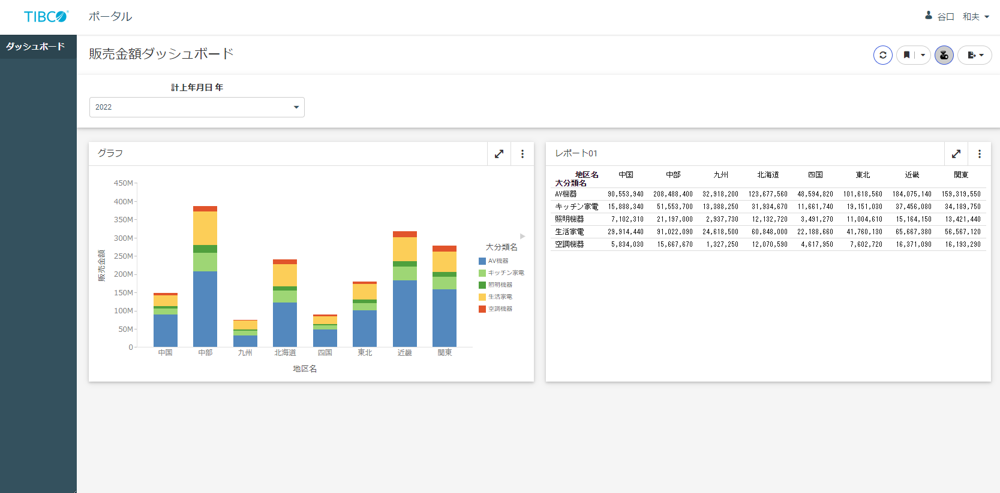 TIBCO ポータル 谷口 和夫
ダッシュボード
販売金額ダッシュボード
計上年月日 年
2022
グラフ
450M
400M
350M
300M
250M
200M
150M
100M
50M
0
販売金額
中国 中部 九州 北海道 四国 東北 近畿 関東
地区名
大分類名
AV機器
キッチン家電
照明機器
生活家電
空調機器
レポート01
地区名 中国 中部 九州 北海道 四国 東北 近畿 関東
大分類名
AV機器 90,553,940 208,488,400 32,918,200 123,677,560 48,594,820 101,618,560 184,075,140 159,319,550
キッチン家電 15,888,340 51,553,700 13,388,250 31,934,670 11,661,740 19,151,030 37,456,080 34,189,750
照明機器 7,102,310 21,197,000 2,937,730 12,132,720 3,491,270 11,004,610 15,164,150 13,421,440
生活家電 29,914,440 91,022,090 24,618,500 60,848,000 22,188,660 41,760,130 65,667,380 56,567,120
空調機器 5,834,030 15,667,670 1,327,250 12,070,590 4,617,950 7,602,720 16,371,090 16,193,290